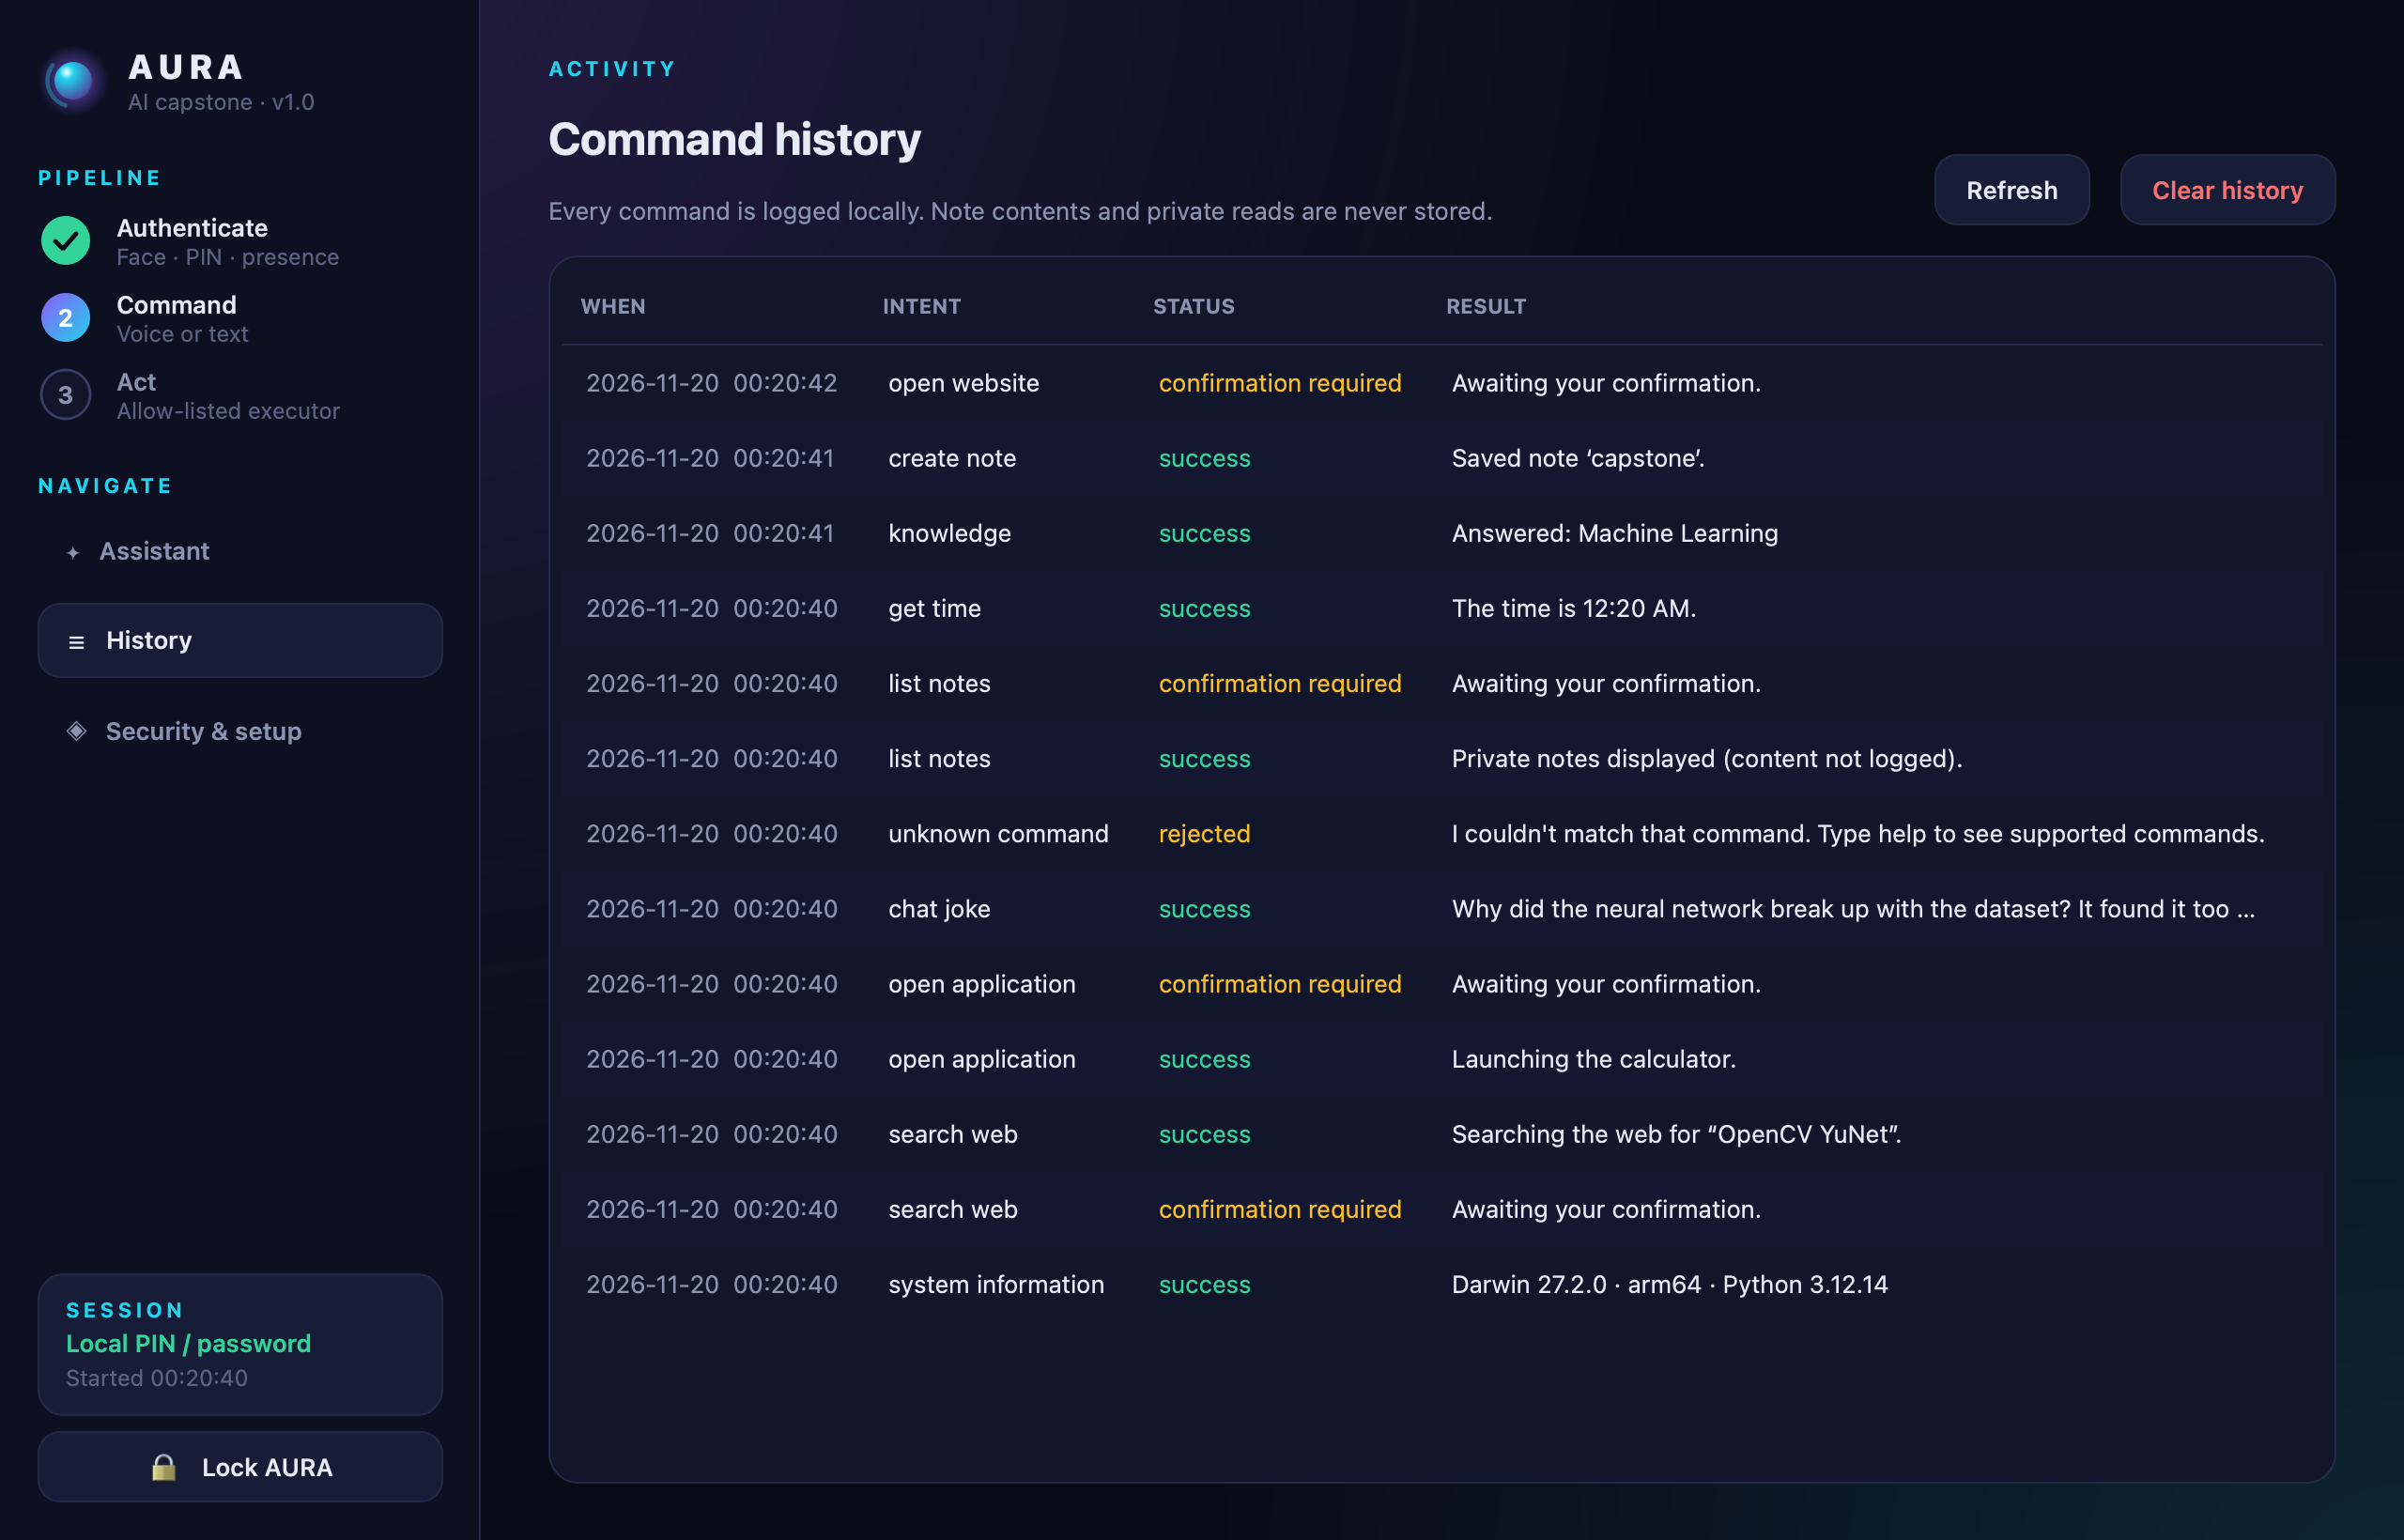 AURA
AI capstone · v1.0
PIPELINE
Authenticate
Face · PIN · presence
2
Command
Voice or text
3
Act
Allow-listed executor
NAVIGATE
Assistant
History
Security & setup
SESSION
Local PIN / password
Started 00:20:40
Lock AURA
ACTIVITY
Command history
Every command is logged locally. Note contents and private reads are never stored.
Refresh
Clear history
WHEN INTENT STATUS RESULT
2026-11-20 00:20:42 open website confirmation required Awaiting your confirmation.
2026-11-20 00:20:41 create note success Saved note ‘capstone’.
2026-11-20 00:20:41 knowledge success Answered: Machine Learning
2026-11-20 00:20:40 get time success The time is 12:20 AM.
2026-11-20 00:20:40 list notes confirmation required Awaiting your confirmation.
2026-11-20 00:20:40 list notes success Private notes displayed (content not logged).
2026-11-20 00:20:40 unknown command rejected I couldn't match that command. Type help to see supported commands.
2026-11-20 00:20:40 chat joke success Why did the neural network break up with the dataset? It found it too ...
2026-11-20 00:20:40 open application confirmation required Awaiting your confirmation.
2026-11-20 00:20:40 open application success Launching the calculator.
2026-11-20 00:20:40 search web success Searching the web for “OpenCV YuNet”.
2026-11-20 00:20:40 search web confirmation required Awaiting your confirmation.
2026-11-20 00:20:40 system information success Darwin 27.2.0 · arm64 · Python 3.12.14